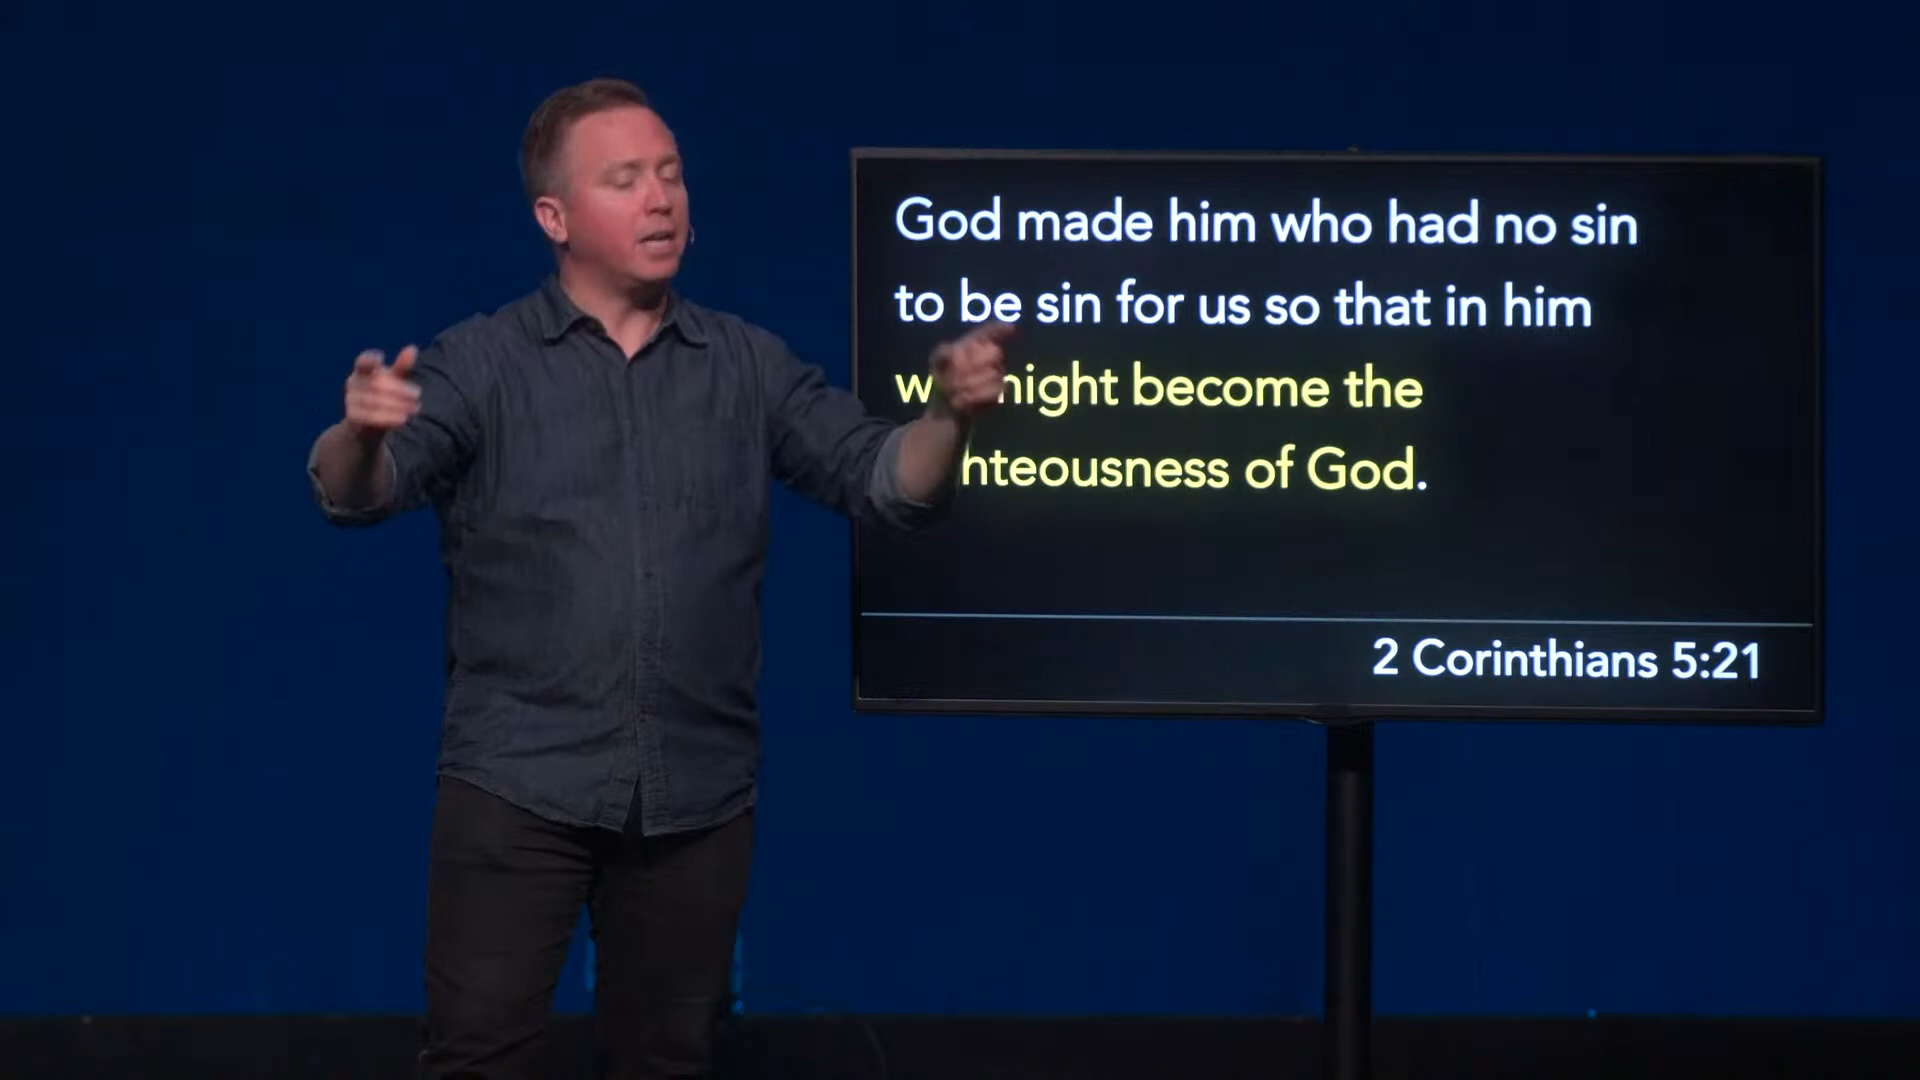 God made him who had no sin
to be sin for us so that in him
might become the
of God.
2 Corinthians 5:21